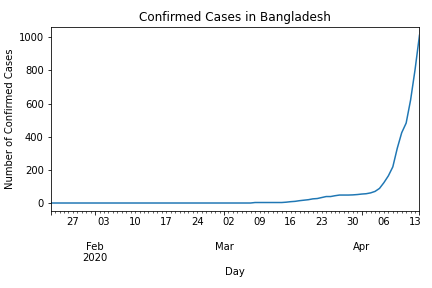 Confirmed Cases in Bangladesh
Number of Confirmed Cases
1000
800
600
400
200
0
27 03 10 17 24 02 09 16 23 30 06 13
Feb Mar Apr
2020
Day